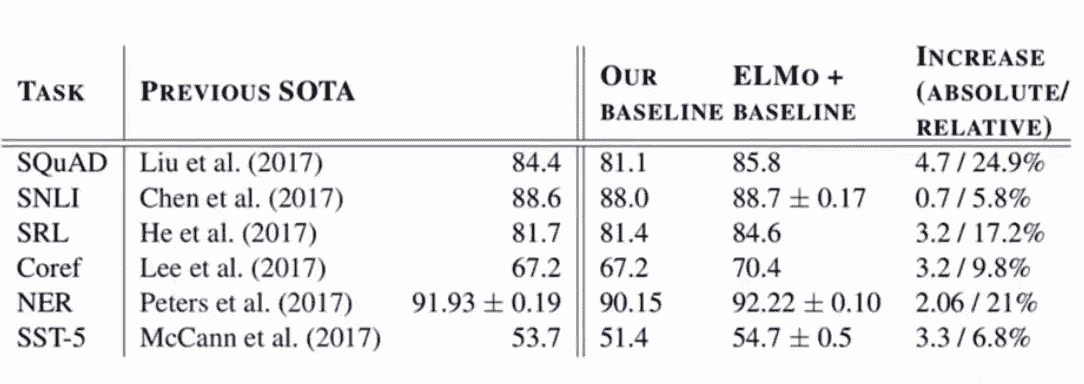 TASK PREVIOUS SOTA OUR BASELINE ELMO + BASELINE INCREASE (ABSOLUTE/ RELATIVE)
SQuAD Liu et al. (2017) 84.4 81.1 85.8 4.7 / 24.9%
SNLI Chen et al. (2017) 88.6 88.0 88.7 ± 0.17 0.7 / 5.8%
SRL He et al. (2017) 81.7 81.4 84.6 3.2 / 17.2%
Coref Lee et al. (2017) 67.2 67.2 70.4 3.2 / 9.8%
NER Peters et al. (2017) 91.93 ± 0.19 90.15 92.22 ± 0.10 2.06 / 21%
SST-5 McCann et al. (2017) 53.7 51.4 54.7 ± 0.5 3.3 / 6.8%